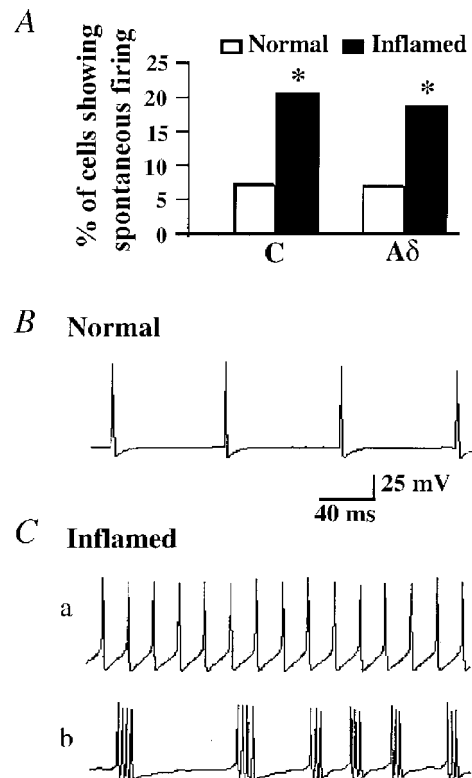 A
Normal Inflamed
% of cells showing
spontaneous firing
25
20
15
10
5
0
*
*
C
Aδ
B Normal
25 mV
40 ms
C Inflamed
a
b